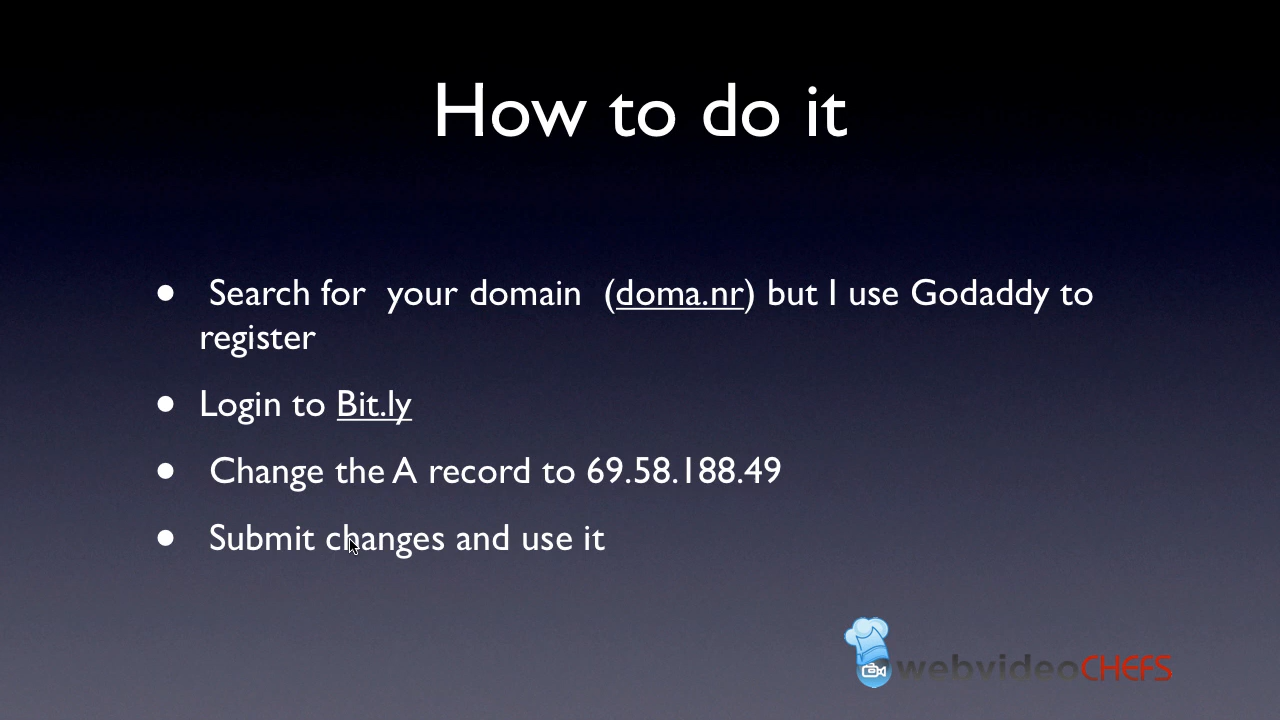 How to do it
• Search for your domain (doma.nr) but I use Godaddy to
register
• Login to Bit.ly
• Change the A record to 69.58.188.49
• Submit changes and use it
webvideoCHEFS